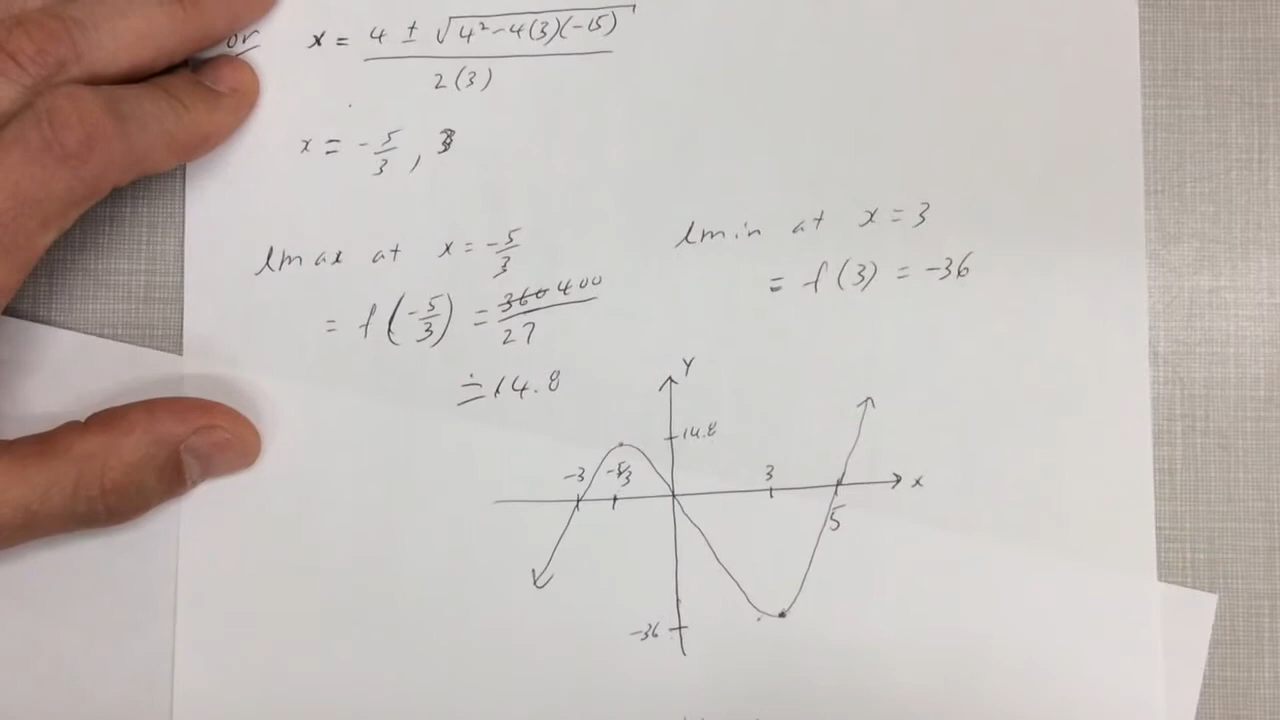 or x = 4 ± √4²-4(3)(-15)
2(3)
x = -5/3, 3
lmax at x = -5/3
= f(-5/3) = 360 400/27
≐ 14.8
lmin at x = 3
= f(3) = -36
Y
14.8
-3 -5/3 3 x
5
-36